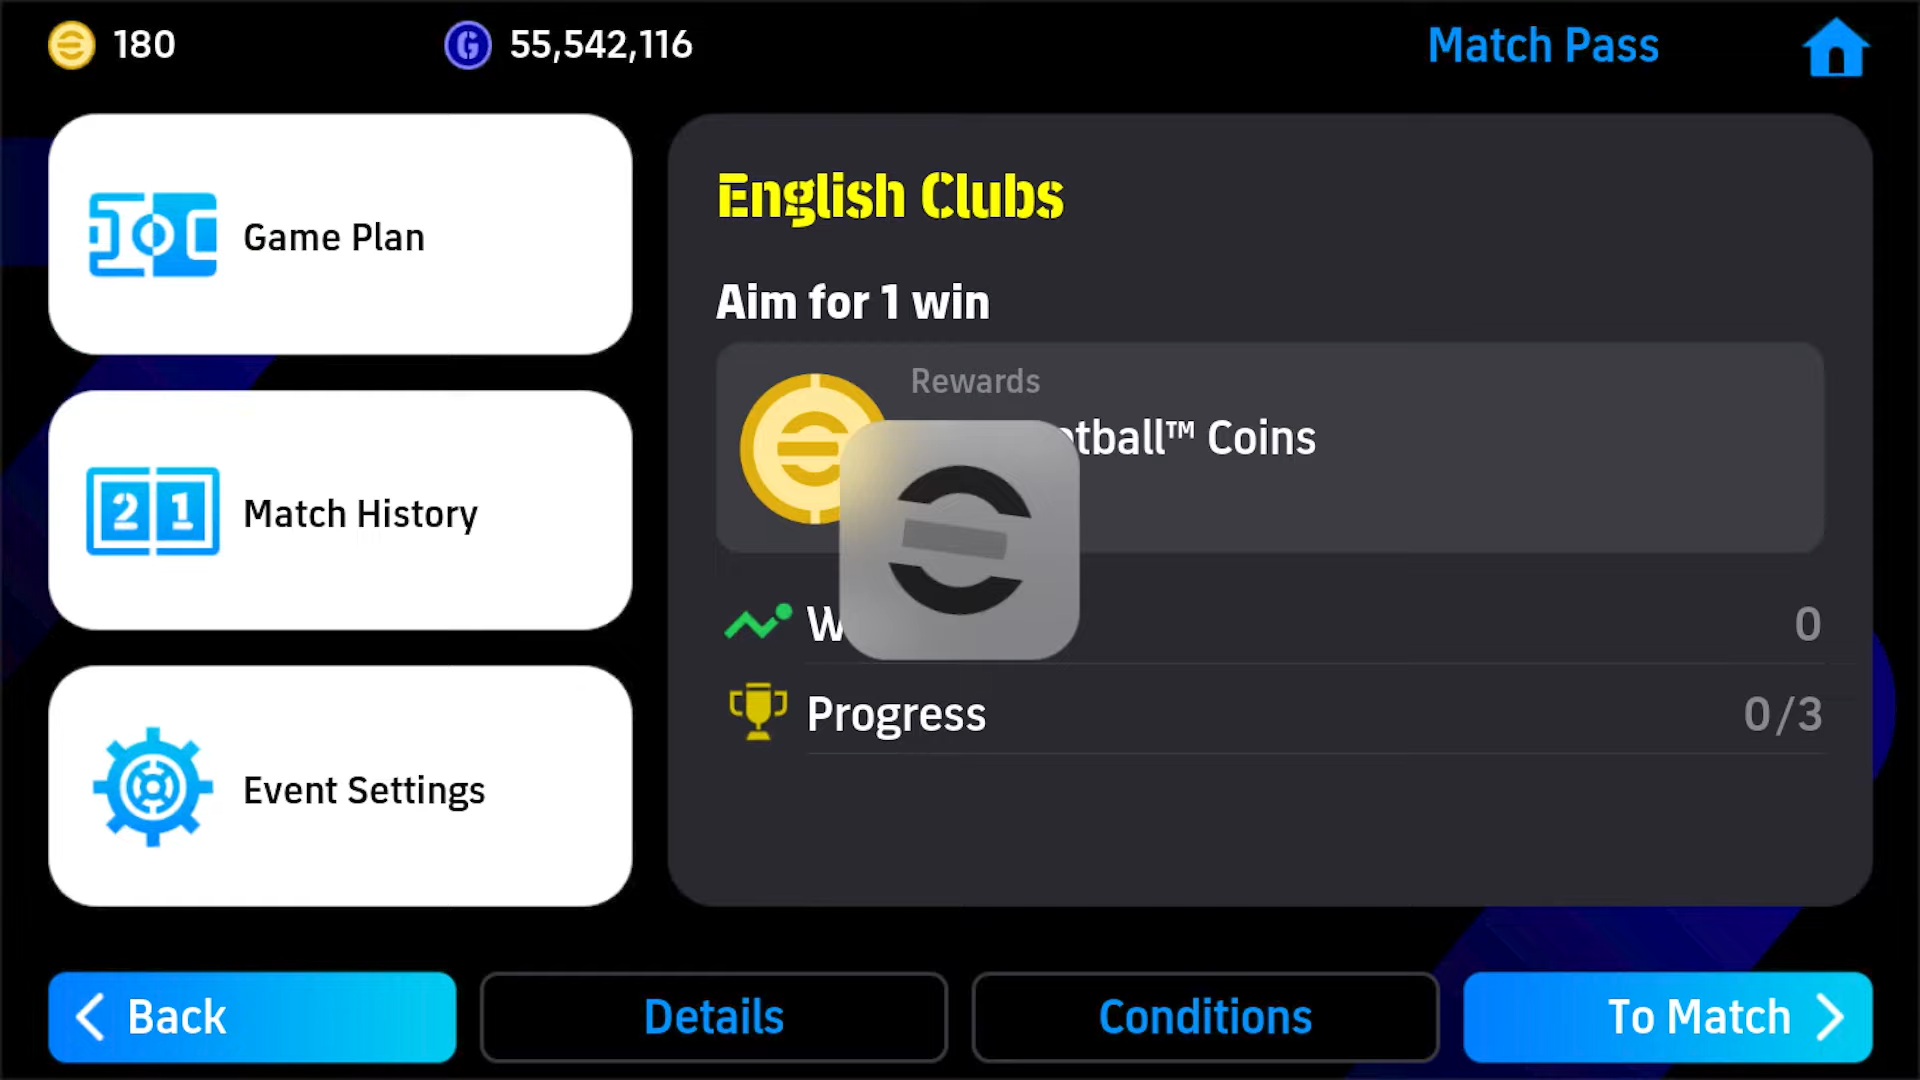 180
55,542,116
Match Pass
Game Plan
Match History
Event Settings
English Clubs
Aim for 1 win
Rewards
Coins
0
Progress
0/3
Back
Details
Conditions
To Match